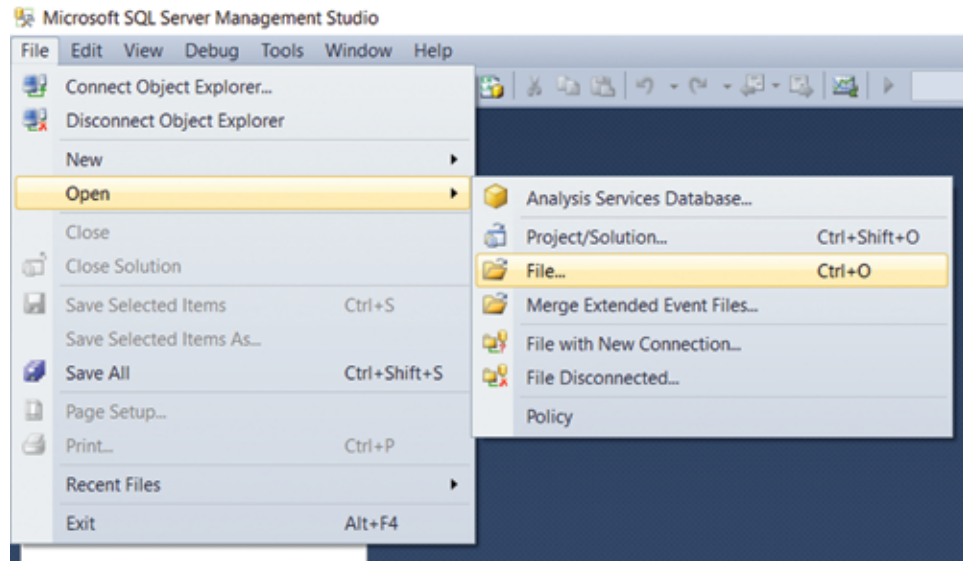 Microsoft SQL Server Management Studio
File Edit View Debug Tools Window Help
Connect Object Explorer...
Disconnect Object Explorer
New
Open
Close
Close Solution
Save Selected Items Ctrl+S
Save Selected Items As...
Save All Ctrl+Shift+S
Page Setup...
Print... Ctrl+P
Recent Files
Exit Alt+F4
Analysis Services Database...
Project/Solution... Ctrl+Shift+O
File... Ctrl+O
Merge Extended Event Files...
File with New Connection...
File Disconnected...
Policy